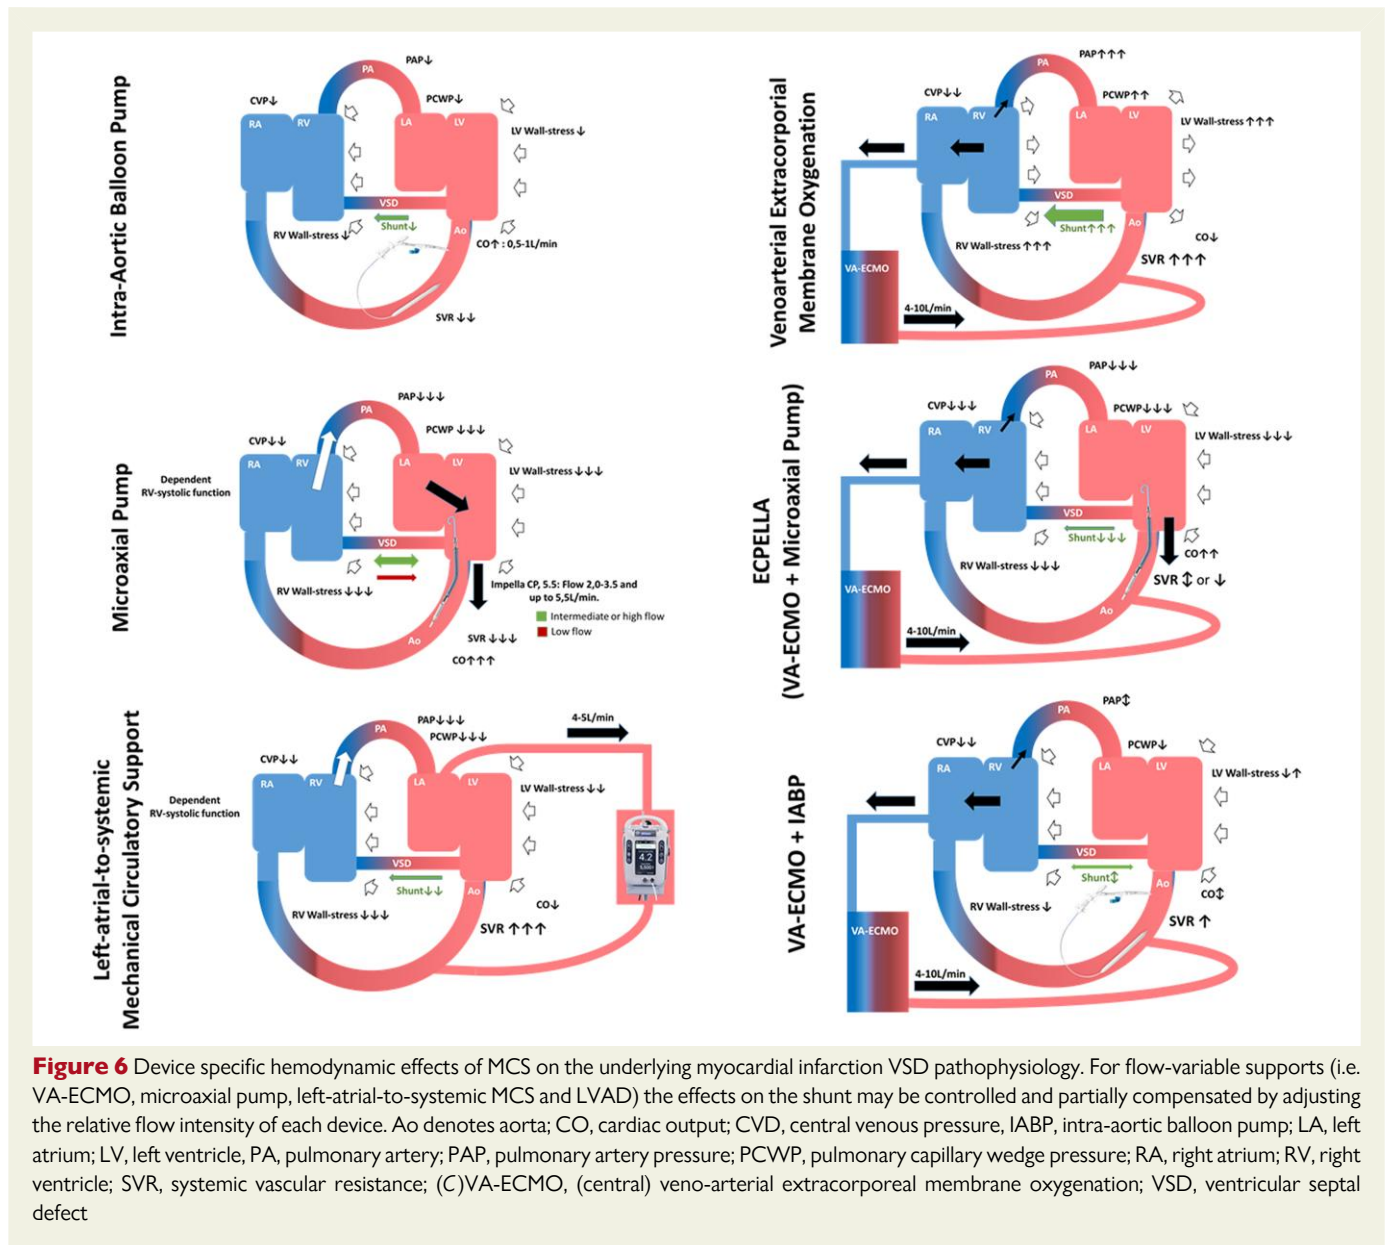 Intra-Aortic Balloon Pump
PAP↓
PA
CVP↓
PCWP↓
RA
RV
LA
LV
LV Wall-stress ↓
VSD
Shunt↓
RV Wall-stress ↓
Ao
CO↑ : 0,5-1L/min
SVR ↓↓
Venoarterial Extracorporial
Membrane Oxygenation
PAP↑↑↑
PA
CVP↓↓
PCWP↑↑
RA
RV
LA
LV
LV Wall-stress ↑↑↑
VSD
Shunt↑↑↑
Ao
RV Wall-stress ↑↑↑
CO↓
SVR ↑↑↑
VA-ECMO
4-10L/min
Microaxial Pump
PAP↓↓↓
PA
CVP↓↓
PCWP ↓↓↓
RA
RV
LA
LV
LV Wall-stress ↓↓↓
Dependent
RV-systolic function
VSD
RV Wall-stress ↓↓↓
Impella CP, 5.5: Flow 2,0-3.5 and
up to 5,5L/min.
Intermediate or high flow
Low flow
Ao
SVR ↓↓↓
CO↑↑↑
ECPELLA
(VA-ECMO + Microaxial Pump)
PAP↓↓↓
PA
CVP↓↓↓
PCWP↓↓↓
RA
RV
LA
LV
LV Wall-stress ↓↓↓
VSD
Shunt↓↓↓
RV Wall-stress ↓↓↓
CO↑↑
SVR ↕ or ↓
VA-ECMO
Ao
4-10L/min
Left-atrial-to-systemic
Mechanical Circulatory Support
PAP↓↓↓
PA
PCWP↓↓↓
4-5L/min
CVP↓↓
RA
RV
LA
LV
LV Wall-stress ↓↓
Dependent
RV-systolic function
4.2
VSD
Shunt↓↓
Ao
RV Wall-stress ↓↓↓
CO↓
SVR ↑↑↑
VA-ECMO + IABP
PAP↕
PA
CVP↓↓
PCWP↓
RA
RV
LA
LV
LV Wall-stress ↓↑
VSD
Shunt↕
Ao
CO↕
RV Wall-stress ↓
SVR ↑
VA-ECMO
4-10L/min
Figure 6 Device specific hemodynamic effects of MCS on the underlying myocardial infarction VSD pathophysiology. For flow-variable supports (i.e.
VA-ECMO, microaxial pump, left-atrial-to-systemic MCS and LVAD) the effects on the shunt may be controlled and partially compensated by adjusting
the relative flow intensity of each device. Ao denotes aorta; CO, cardiac output; CVD, central venous pressure, IABP, intra-aortic balloon pump; LA, left
atrium; LV, left ventricle, PA, pulmonary artery; PAP, pulmonary artery pressure; PCWP, pulmonary capillary wedge pressure; RA, right atrium; RV, right
ventricle; SVR, systemic vascular resistance; (C)VA-ECMO, (central) veno-arterial extracorporeal membrane oxygenation; VSD, ventricular septal
defect